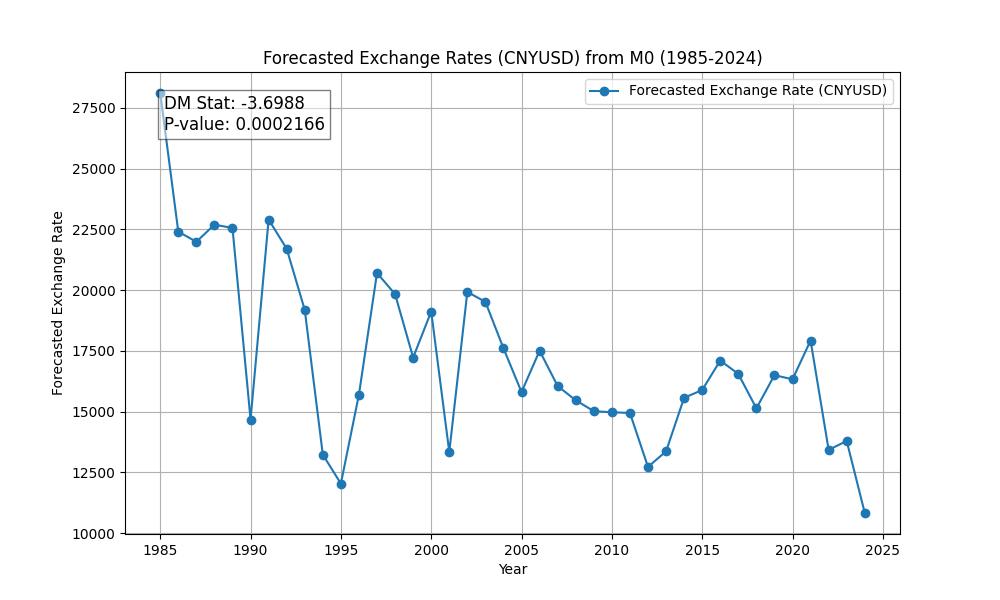 Forecasted Exchange Rates (CNYUSD) from M0 (1985-2024)
DM Stat: -3.6988
P-value: 0.0002166
Forecasted Exchange Rate (CNYUSD)
Forecasted Exchange Rate
27500
25000
22500
20000
17500
15000
12500
10000
1985 1990 1995 2000 2005 2010 2015 2020 2025
Year